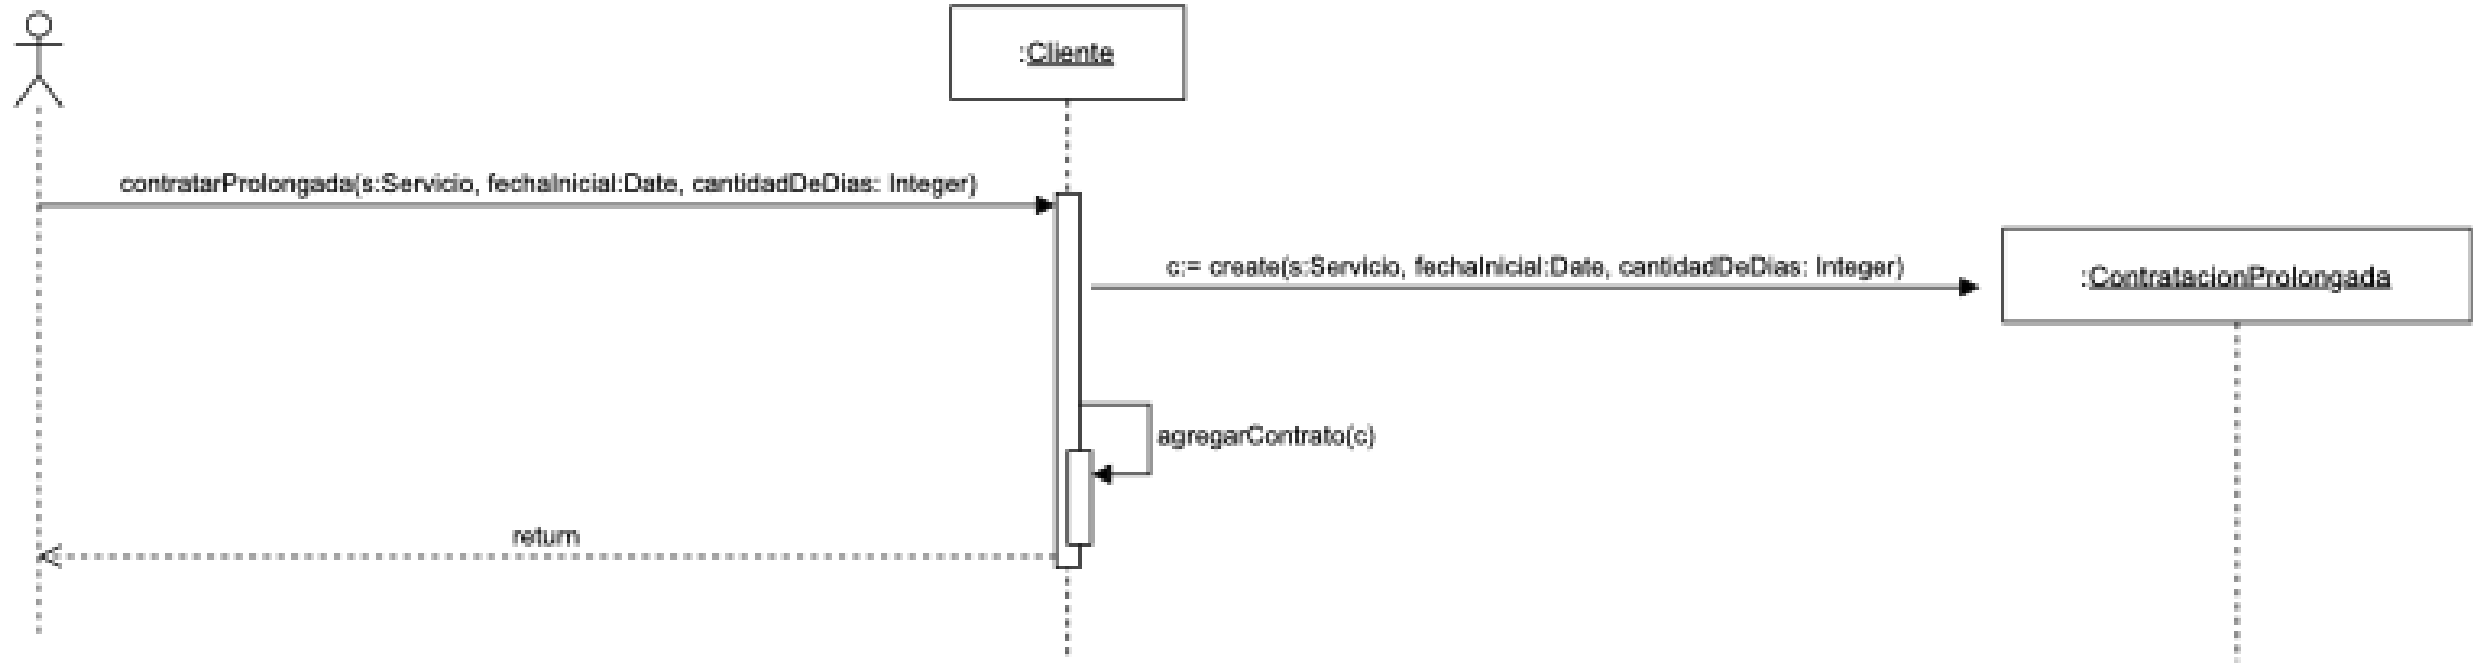 :Cliente
contratarProlongada(s:Servicio, fechaInicial:Date, cantidadDeDias: Integer)
c:= create(s:Servicio, fechaInicial:Date, cantidadDeDias: Integer)
:ContratacionProlongada
agregarContrato(c)
return